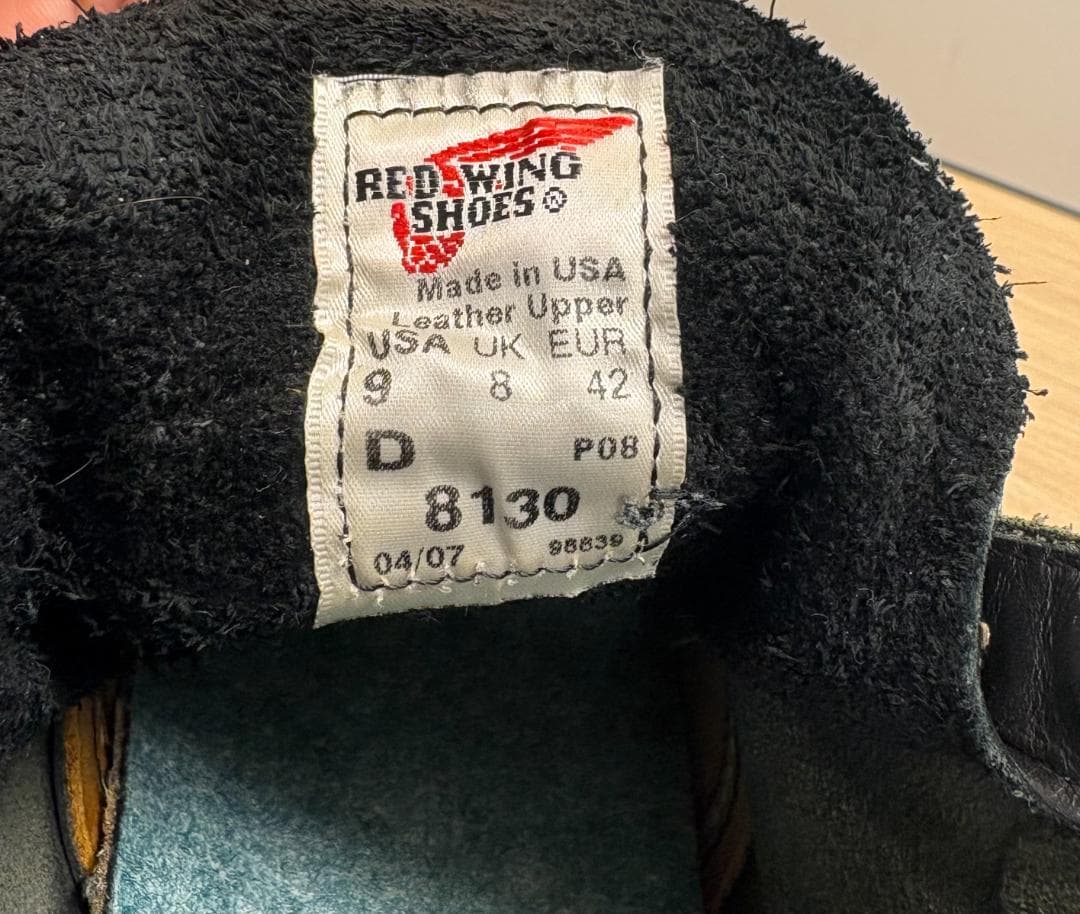 RED WING
SHOES®
Made in USA
Leather Upper
USA UK EUR
9 8 42
D P08
8130
04/07 98839